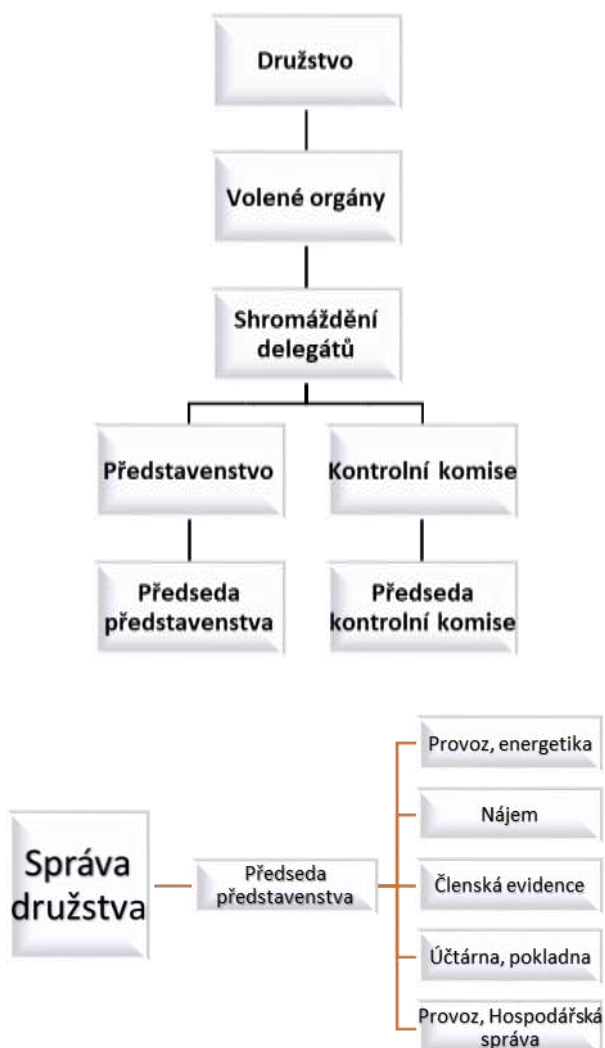 Družstvo
Volené orgány
Shromáždění
delegátů
Představenstvo
Kontrolní komise
Předseda
představenstva
Předseda
kontrolní komise
Správa
družstva
Předseda
představenstva
Provoz, energetika
Nájem
Členská evidence
Účtárna, pokladna
Provoz, Hospodářská
správa